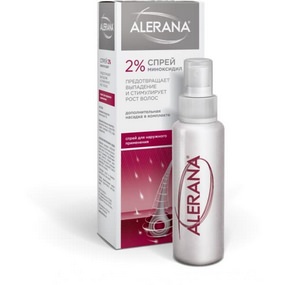 ALERANA®
2% СПРЕЙ
МИНОКСИДИЛ
ПРЕДОТВРАЩАЕТ
ВЫПАДЕНИЕ
И СТИМУЛИРУЕТ
РОСТ ВОЛОС
дополнительная
насадка в комплекте
спрей для наружного
применения
ALERANA®